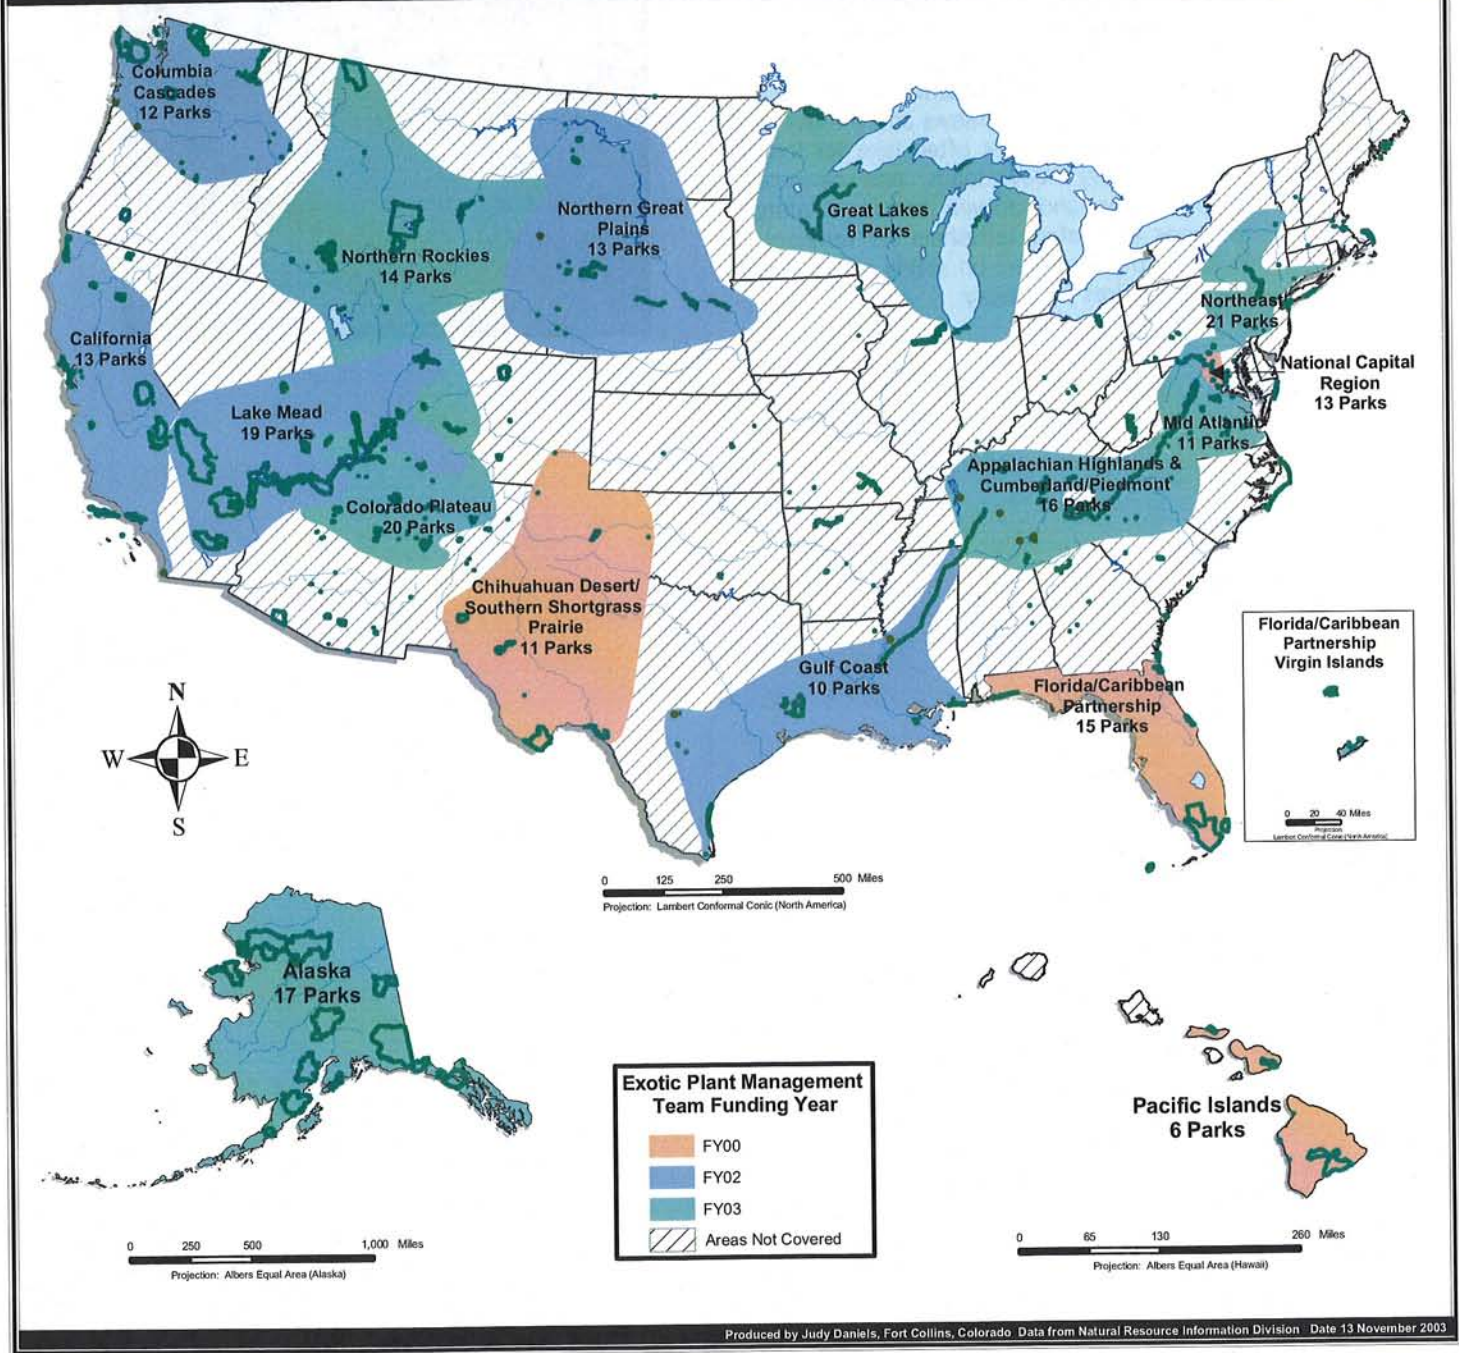 Columbia
Cascades
12 Parks
Northern Rockies
14 Parks
Northern Great
Plains
13 Parks
Great Lakes
8 Parks
Northeast
21 Parks
California
13 Parks
National Capital
Region
13 Parks
Lake Mead
19 Parks
Mid Atlantic
11 Parks
Appalachian Highlands &
Cumberland/Piedmont
16 Parks
Colorado Plateau
20 Parks
Chihuahuan Desert/
Southern Shortgrass
Prairie
11 Parks
Gulf Coast
10 Parks
Florida/Caribbean
Partnership
15 Parks
Florida/Caribbean
Partnership
Virgin Islands
0 20 40 Miles
Projection:
Lambert Conformal Conic (North America)
N
W E
S
0 125 250 500 Miles
Projection: Lambert Conformal Conic (North America)
Alaska
17 Parks
0 250 500 1,000 Miles
Projection: Albers Equal Area (Alaska)
Exotic Plant Management
Team Funding Year
FY00
FY02
FY03
Areas Not Covered
Pacific Islands
6 Parks
0 65 130 260 Miles
Projection: Albers Equal Area (Hawaii)
Produced by Judy Daniels, Fort Collins, Colorado Data from Natural Resource Information Division Date 13 November 2003